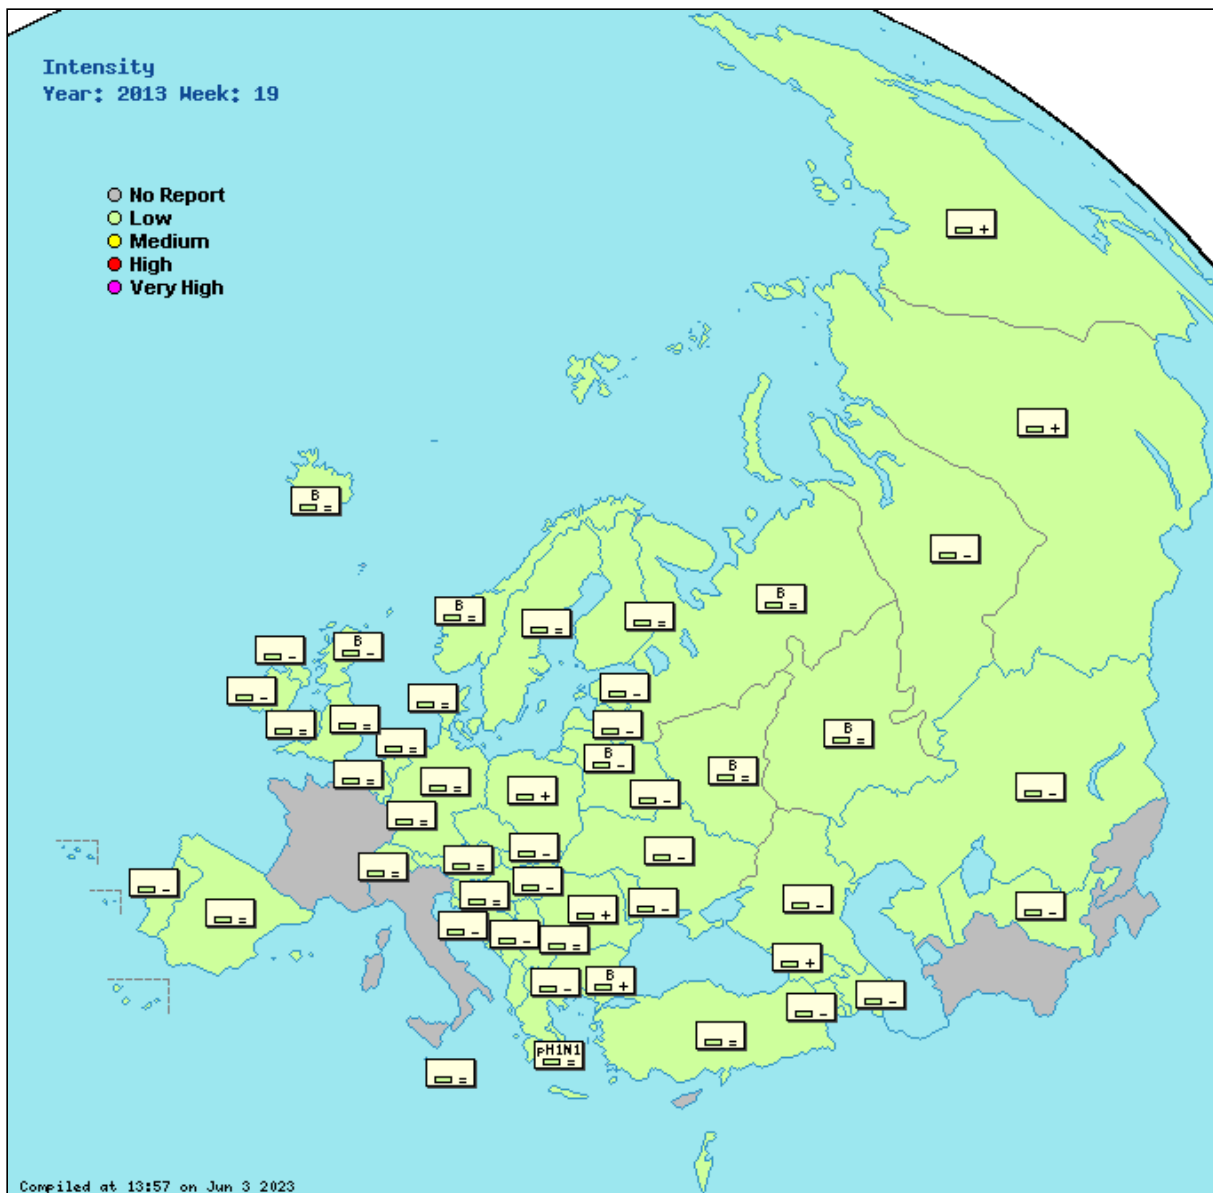 Intensity
Year: 2013 Week: 19
No Report
Low
Medium
High
Very High
+
+
B
=
-
B
=
B
=
=
=
-
B
-
-
-
=
=
=
-
=
B
-
B
=
B
=
=
=
+
-
-
=
-
=
=
-
-
-
=
=
+
-
-
-
-
-
=
+
-
B
+
-
-
=
pH1N1
=
=
Compiled at 13:57 on Jun 3 2023